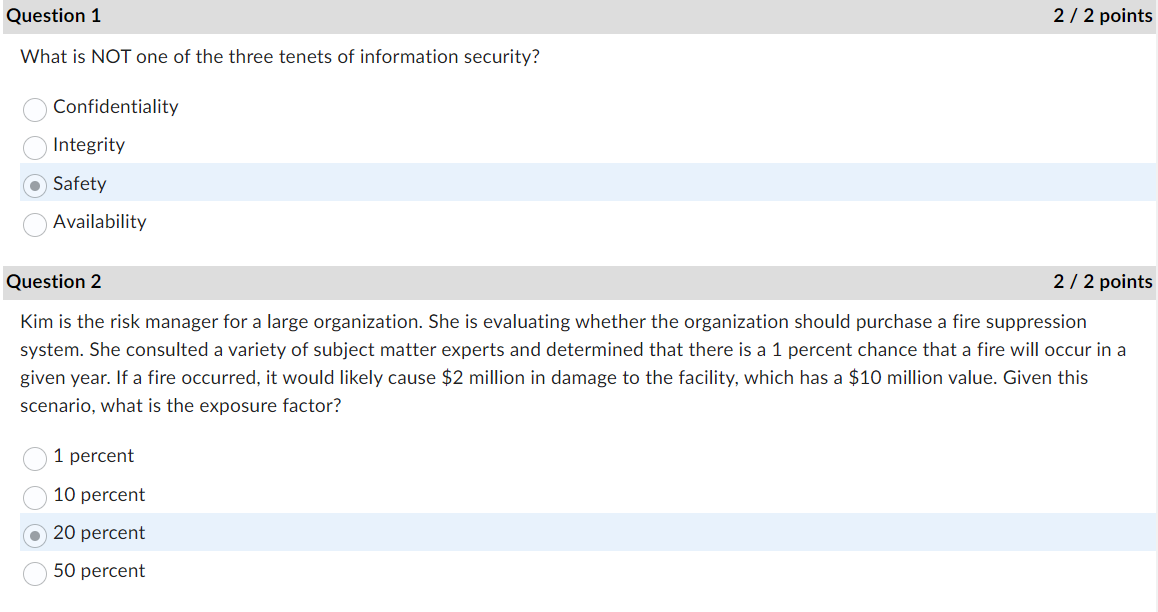 Question 1 2 / 2 points
What is NOT one of the three tenets of information security?
Confidentiality
Integrity
Safety
Availability
Question 2 2 / 2 points
Kim is the risk manager for a large organization. She is evaluating whether the organization should purchase a fire suppression
system. She consulted a variety of subject matter experts and determined that there is a 1 percent chance that a fire will occur in a
given year. If a fire occurred, it would likely cause $2 million in damage to the facility, which has a $10 million value. Given this
scenario, what is the exposure factor?
1 percent
10 percent
20 percent
50 percent